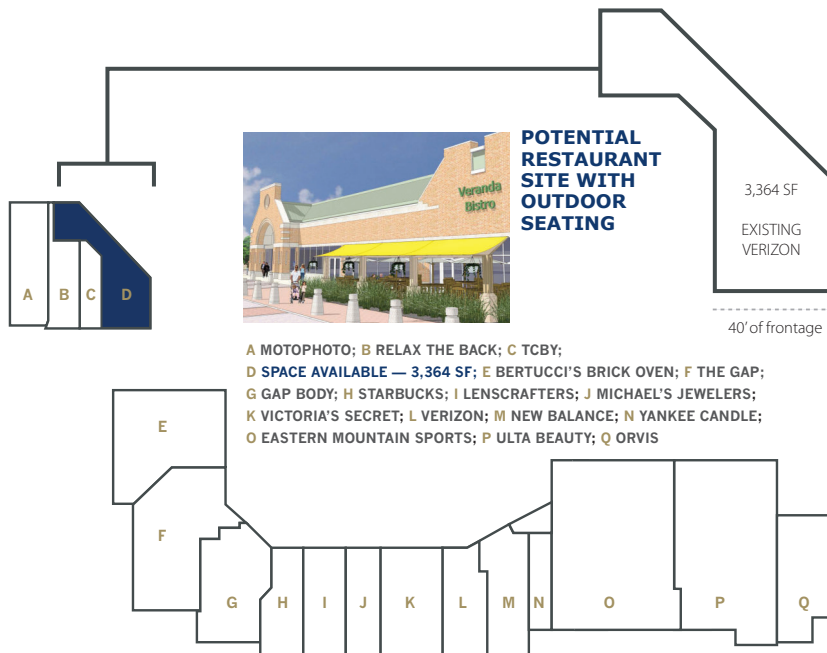 POTENTIAL
RESTAURANT
SITE WITH
OUTDOOR
SEATING
Veranda
Bistro
3,364 SF
EXISTING
VERIZON
40' of frontage
A
B
C
D
A MOTOPHOTO; B RELAX THE BACK; C TCBY;
D SPACE AVAILABLE — 3,364 SF; E BERTUCCI'S BRICK OVEN; F THE GAP;
G GAP BODY; H STARBUCKS; I LENSCRAFTERS; J MICHAEL'S JEWELERS;
K VICTORIA'S SECRET; L VERIZON; M NEW BALANCE; N YANKEE CANDLE;
O EASTERN MOUNTAIN SPORTS; P ULTA BEAUTY; Q ORVIS
E
F
G
H
I
J
K
L
M
N
O
P
Q